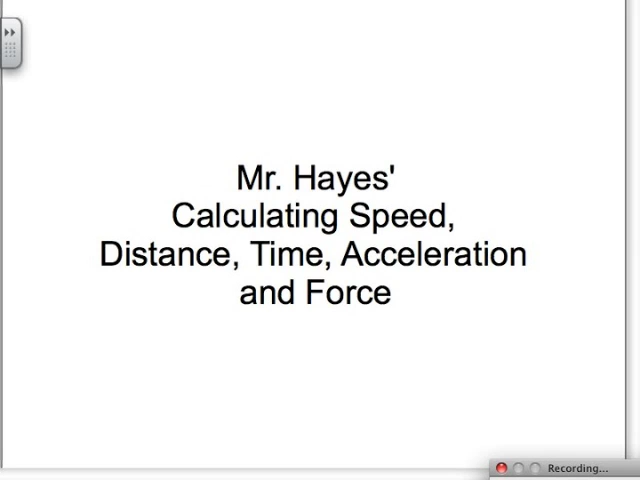 Mr. Hayes'
Calculating Speed,
Distance, Time, Acceleration
and Force
Recording...